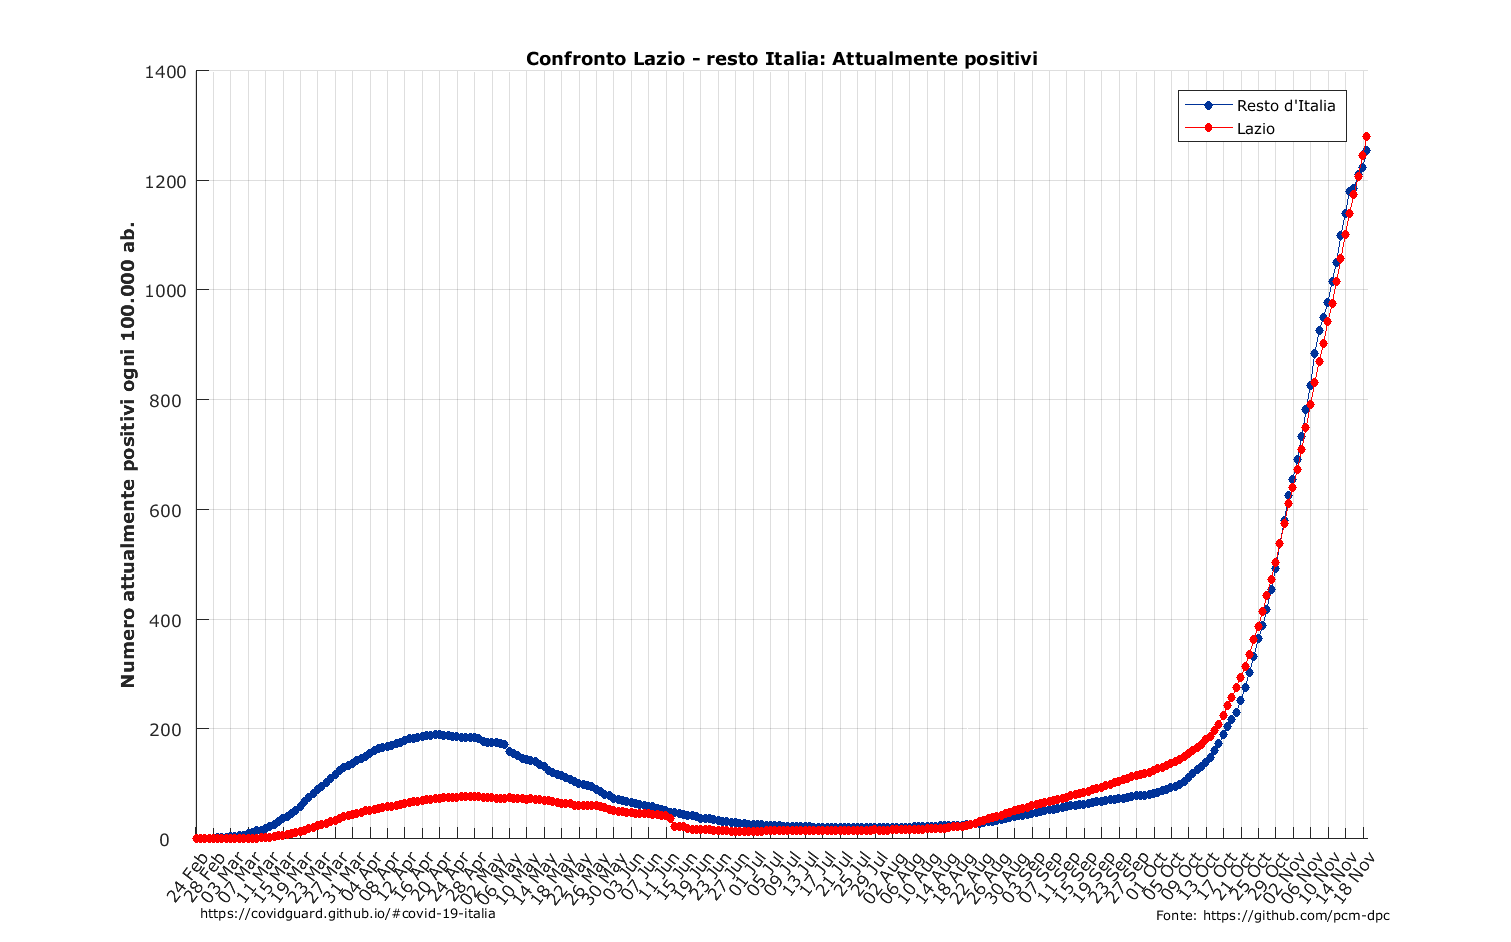 Confronto Lazio - resto Italia: Attualmente positivi
Numero attualmente positivi ogni 100.000 ab.
1400
1200
1000
800
600
400
200
0
Resto d'Italia
Lazio
24 Feb
28 Feb
03 Mar
07 Mar
11 Mar
15 Mar
19 Mar
23 Mar
27 Mar
31 Mar
04 Apr
08 Apr
12 Apr
16 Apr
20 Apr
24 Apr
28 Apr
02 May
06 May
10 May
14 May
18 May
22 May
26 May
30 May
03 Jun
07 Jun
11 Jun
15 Jun
19 Jun
23 Jun
27 Jun
01 Jul
05 Jul
09 Jul
13 Jul
17 Jul
21 Jul
25 Jul
29 Jul
02 Aug
06 Aug
10 Aug
14 Aug
18 Aug
22 Aug
26 Aug
30 Aug
03 Sep
07 Sep
11 Sep
15 Sep
19 Sep
23 Sep
27 Sep
01 Oct
05 Oct
09 Oct
13 Oct
17 Oct
21 Oct
25 Oct
29 Oct
02 Nov
06 Nov
10 Nov
14 Nov
18 Nov
https://covidguard.github.io/#covid-19-italia
Fonte: https://github.com/pcm-dpc